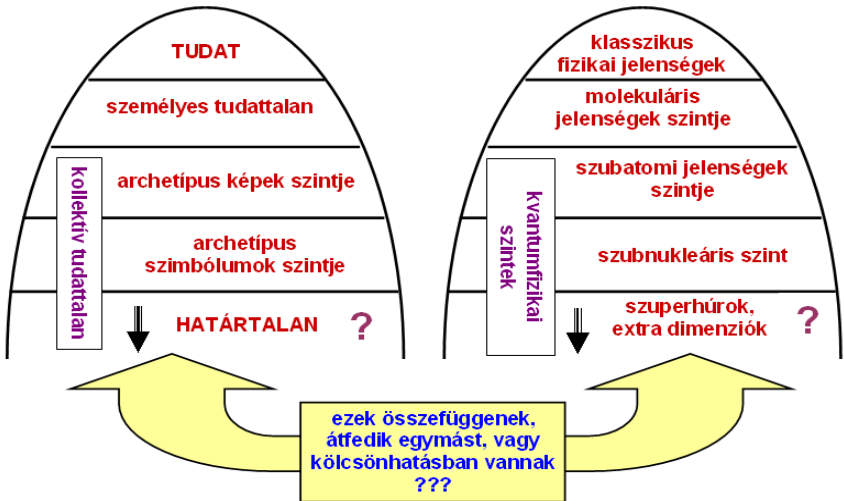 TUDAT
személyes tudattalan
kollektív tudattalan
archetípus képek szintje
archetípus
szimbólumok szintje
HATÁRTALAN ?
klasszikus
fizikai jelenségek
molekuláris
jelenségek szintje
kvantumfizikai
szintek
szubatomi jelenségek
szintje
szubnukleáris szint
szuperhúrok,
extra dimenziók ?
ezek összefüggenek,
átfedik egymást, vagy
kölcsönhatásban vannak
???